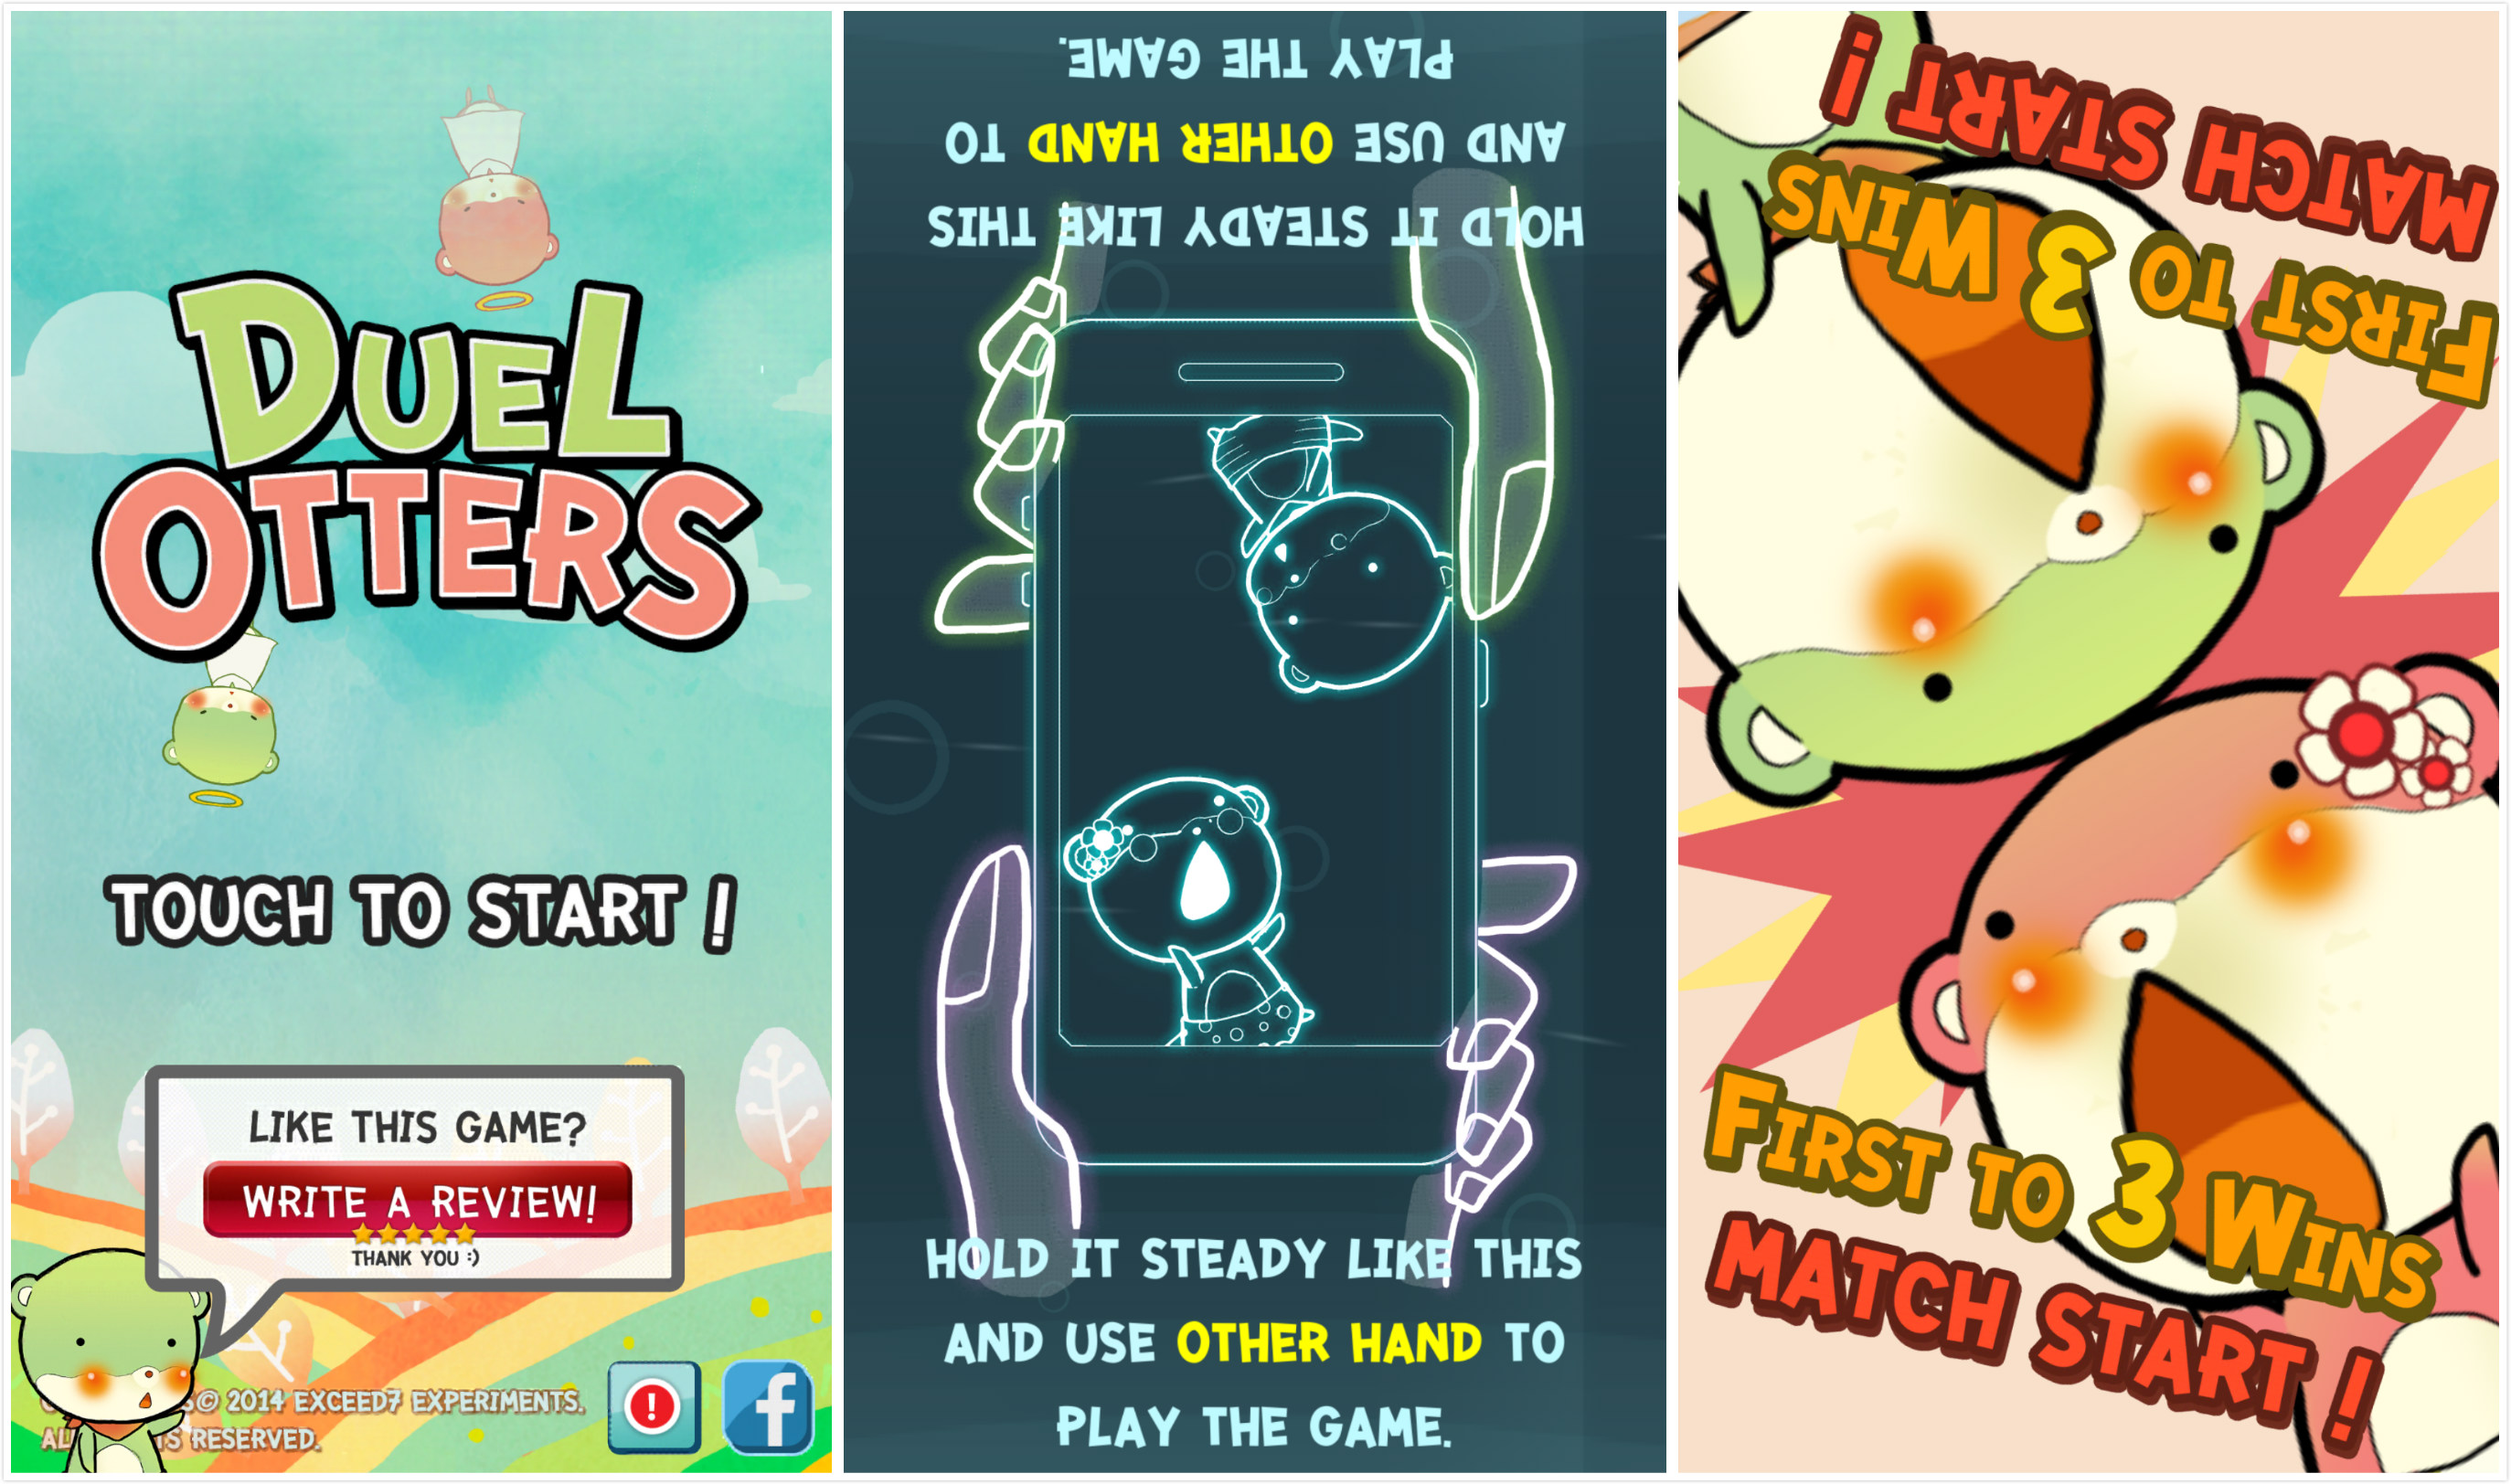 DUEL
OTTERS
TOUCH TO START !
LIKE THIS GAME?
WRITE A REVIEW!
THANK YOU :)
© 2014 EXCEED7 EXPERIMENTS.
RESERVED.
HOLD IT STEADY LIKE THIS
AND USE OTHER HAND TO
PLAY THE GAME.
HOLD IT STEADY LIKE THIS
AND USE OTHER HAND TO
PLAY THE GAME.
FIRST TO 3 WINS
MATCH START !
FIRST TO 3 WINS
MATCH START !